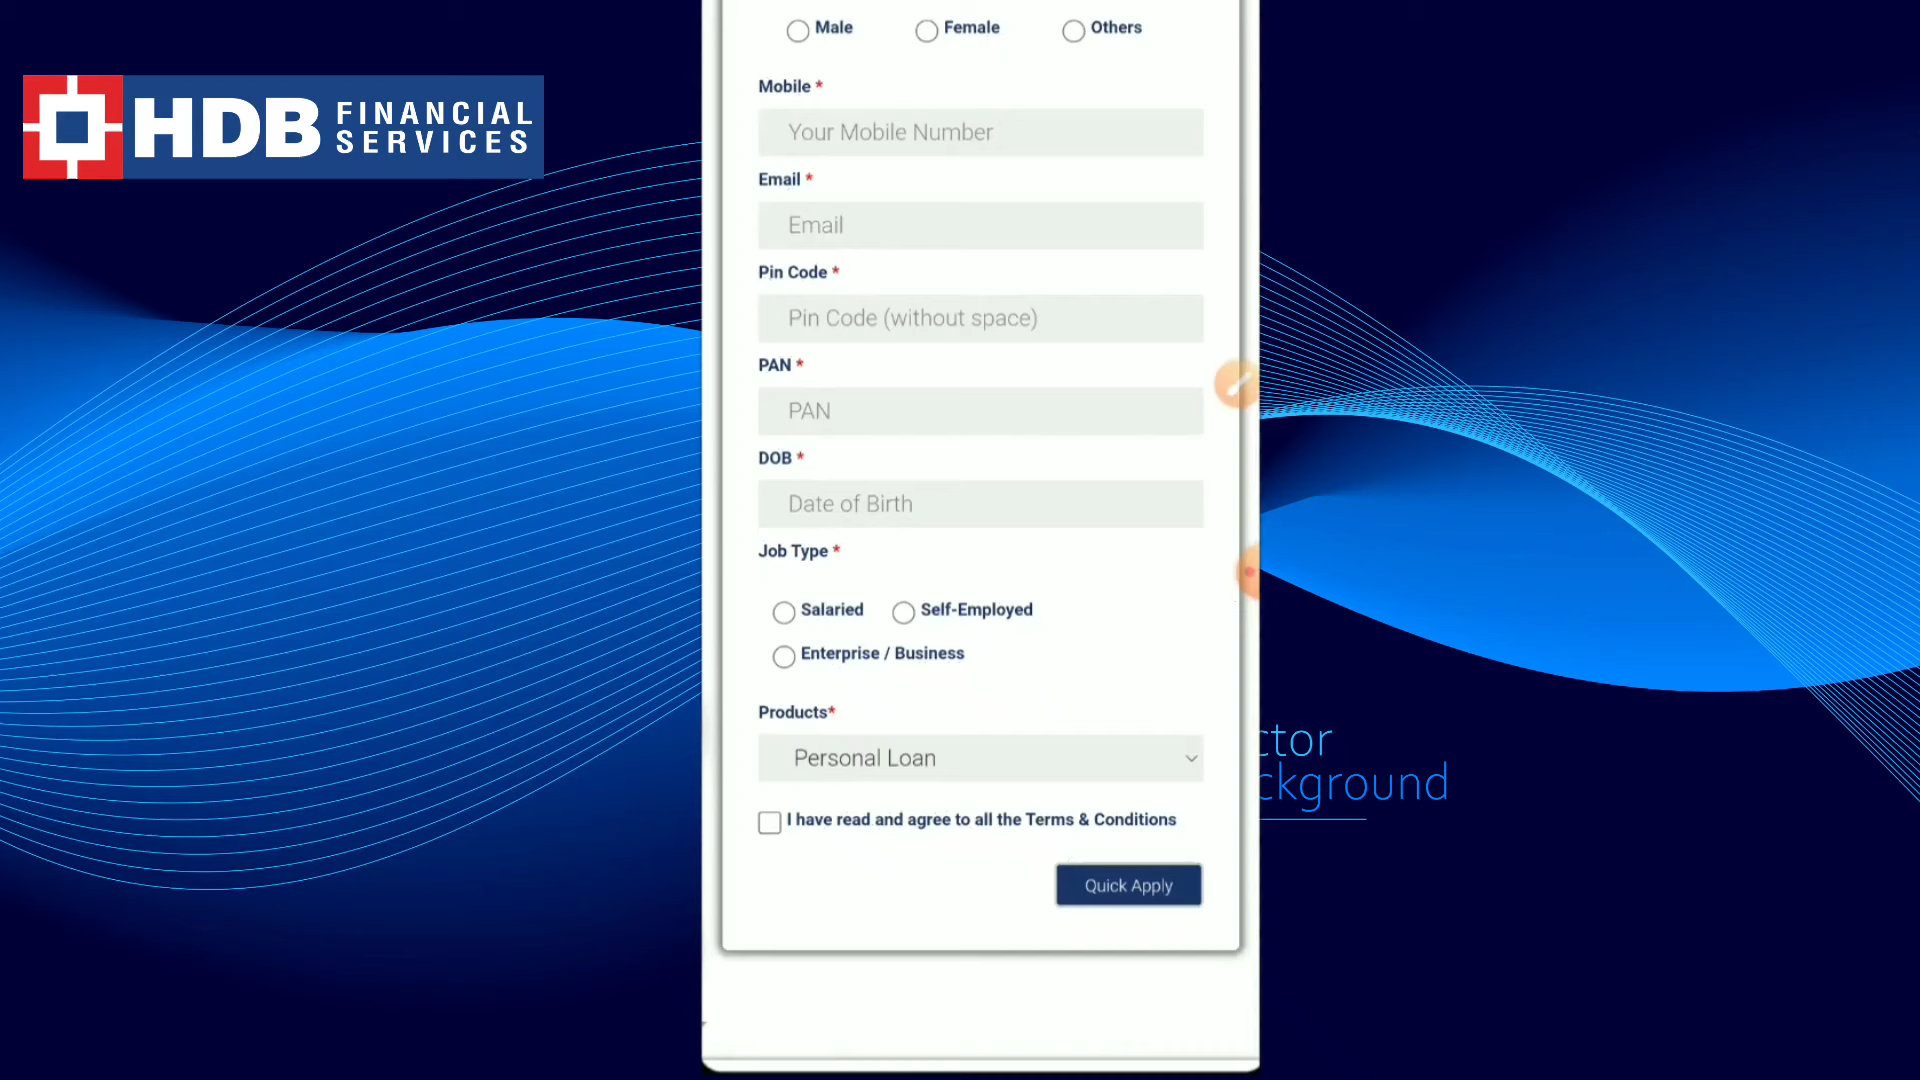 HDB FINANCIAL
SERVICES
Male Female Others
Mobile *
Your Mobile Number
Email *
Email
Pin Code *
Pin Code (without space)
PAN *
PAN
DOB *
Date of Birth
Job Type *
Salaried Self-Employed
Enterprise / Business
Products*
Personal Loan
I have read and agree to all the Terms & Conditions
Quick Apply
ctor
ckground